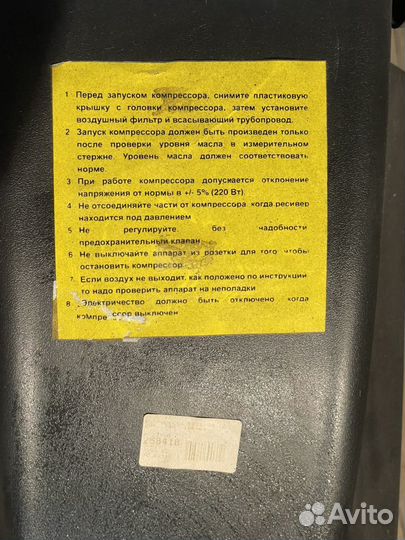 1 Перед запуском компрессора, снимите пластиковую
крышку с головки компрессора, затем установите
воздушный фильтр и всасывающий трубопровод.
2 Запуск компрессора должен быть произведен только
после проверки уровня масла в измерительном
стержне. Уровень масла должен соответствовать
норме.
3 При работе компрессора допускается отклонение
напряжения от нормы в +/- 5% (220 Вт).
4 Не отсоединяйте части от компрессора, когда ресивер
находится под давлением
5 Не регулируйте без надобности
предохранительный клапан
6 Не выключайте аппарат из розетки для того чтобы
остановить компрессор
7 Если воздух не выходит, как положено по инструкции
то надо проверить аппарат на неполадки
8 Электричество должно быть отключено когда
компрессор выключен
Avito